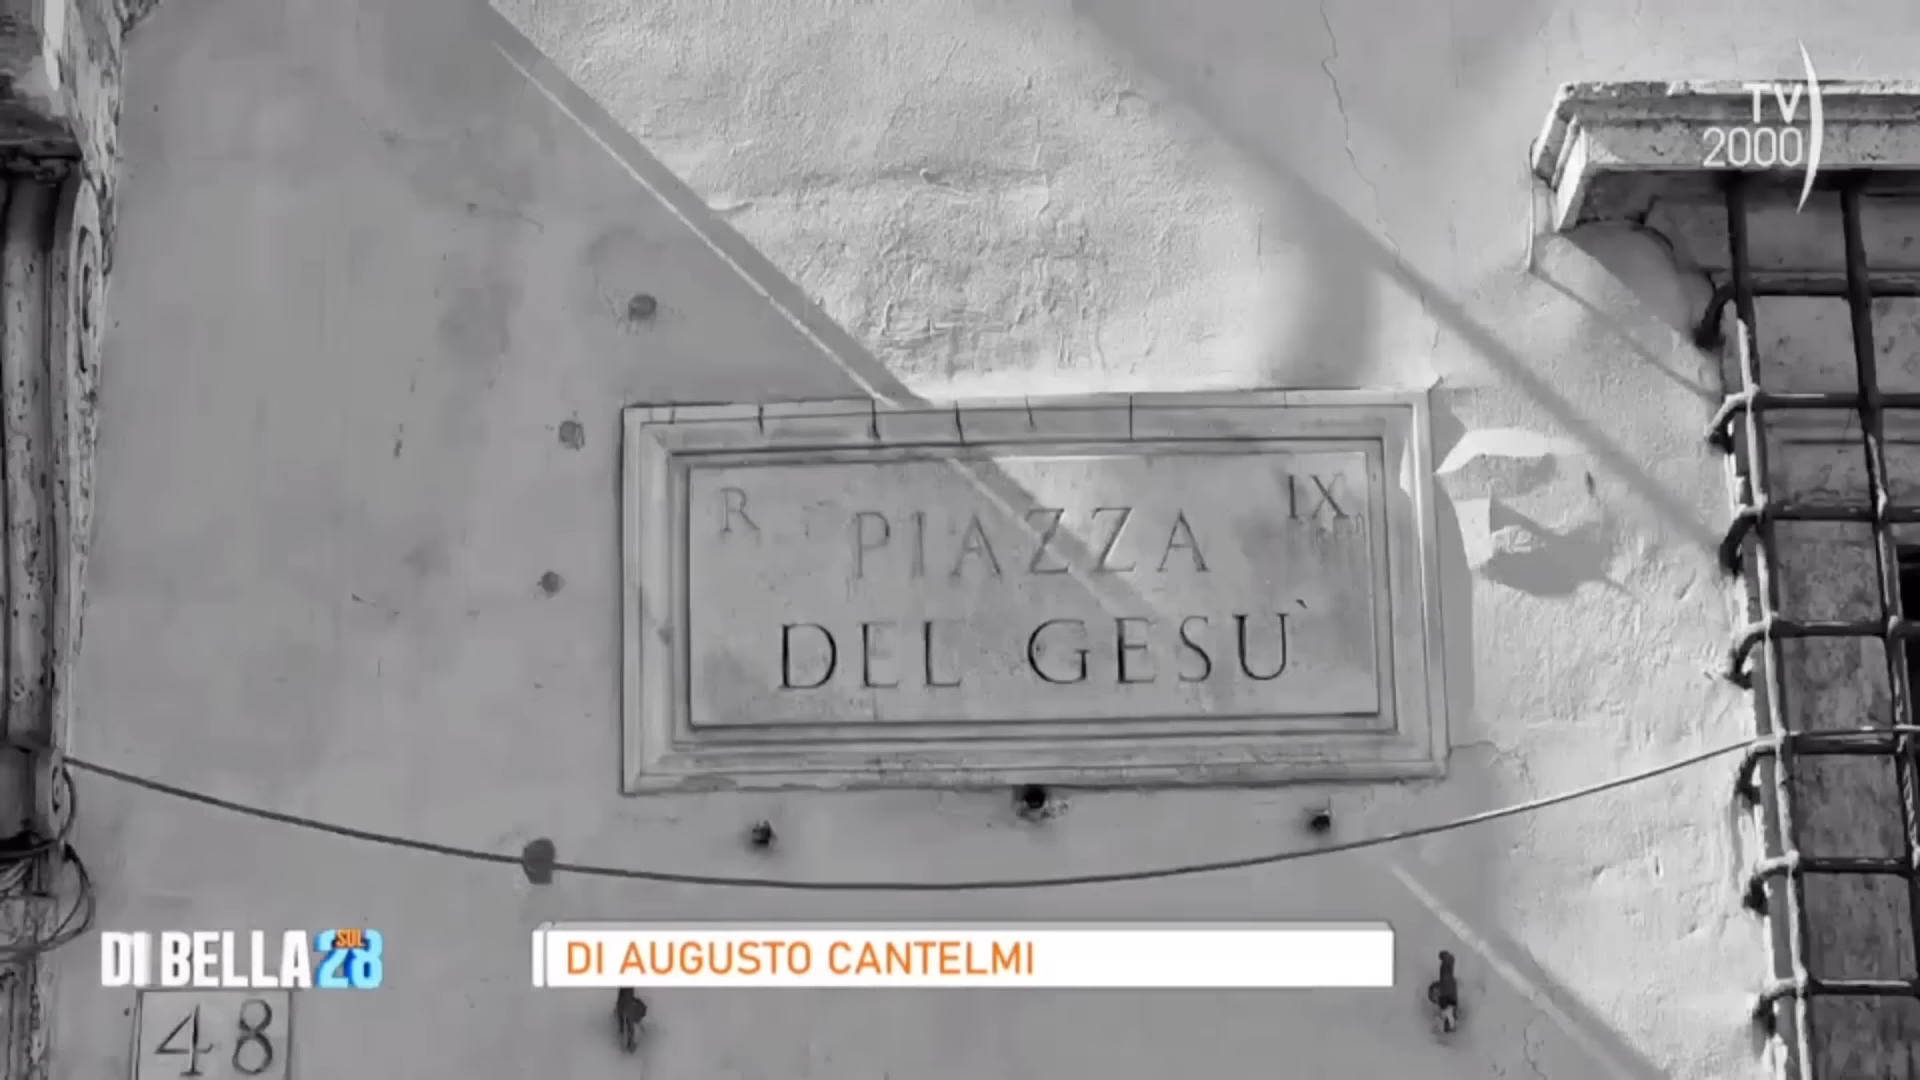 TV
2000
R IX
PIAZZA
DEL GESÙ
DI BELLA SUL 28
DI AUGUSTO CANTELMI
48